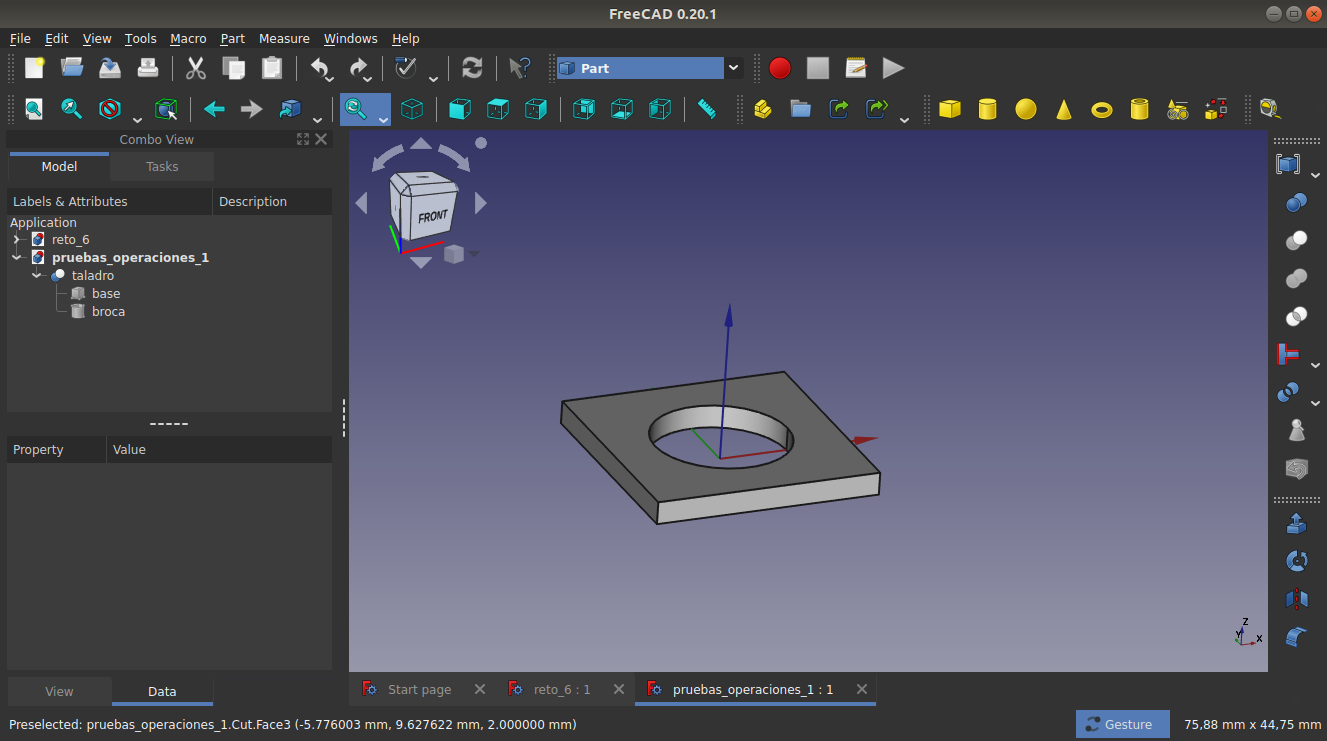 FreeCAD 0.20.1
File Edit View Tools Macro Part Measure Windows Help
Part
Combo View
Model Tasks
Labels & Attributes Description
Application
reto_6
pruebas_operaciones_1
taladro
base
broca
FRONT
Property Value
Z
Y
X
View Data
Start page reto_6 : 1 pruebas_operaciones_1 : 1
Preselected: pruebas_operaciones_1.Cut.Face3 (-5.776003 mm, 9.627622 mm, 2.000000 mm) Gesture 75,88 mm x 44,75 mm